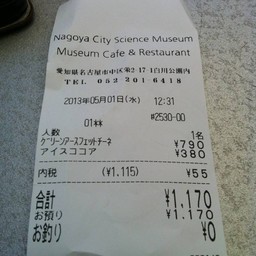 Nagoya City Science Museum
Museum Cafe & Restaurant
愛知県名古屋市中区栄2-17-1白川公園内
TEL 052 201 6418
2013年05月01日(水) 12:31
01林 #2530-00
人数 1名
グリーンアースフェットチーネ ¥790
アイスココア ¥380
内税 (¥1,115) ¥55
合計 ¥1,170
お預り ¥1,170
お釣り ¥0